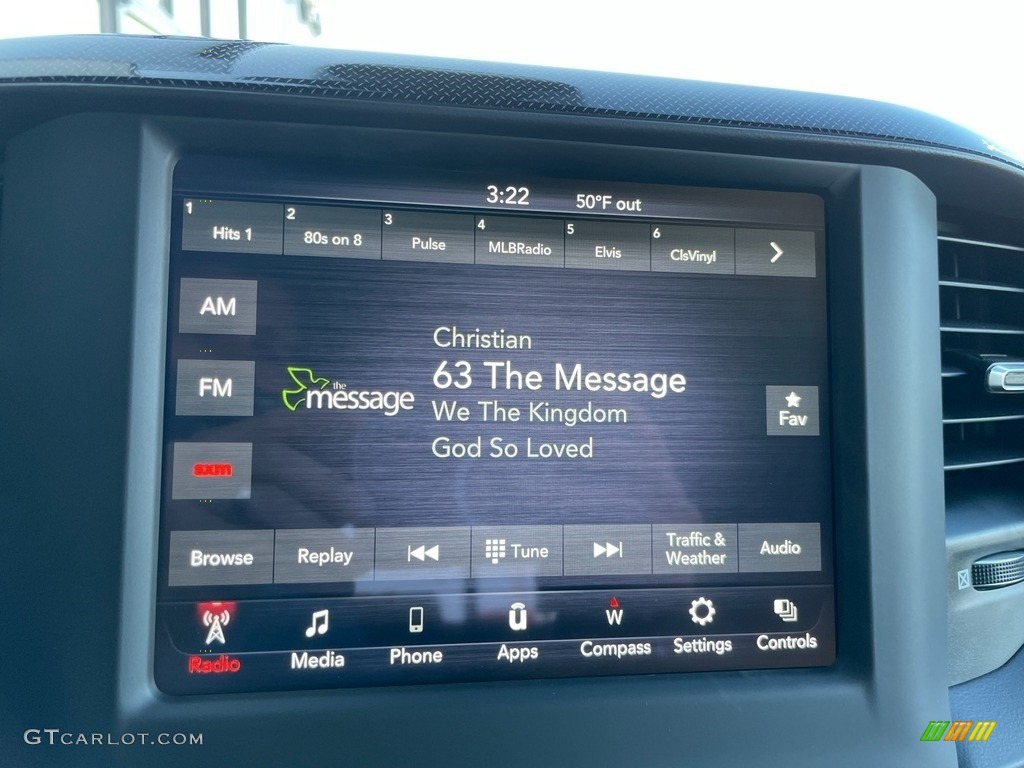 3:22 50°F out
1 Hits 1 2 80s on 8 3 Pulse 4 MLBRadio 5 Elvis 6 ClsVinyl
AM
FM
sxm
the message
Christian
63 The Message
We The Kingdom
God So Loved
Fav
Browse Replay Tune Traffic & Weather Audio
W
Radio Media Phone Apps Compass Settings Controls
GTCARLOT.COM